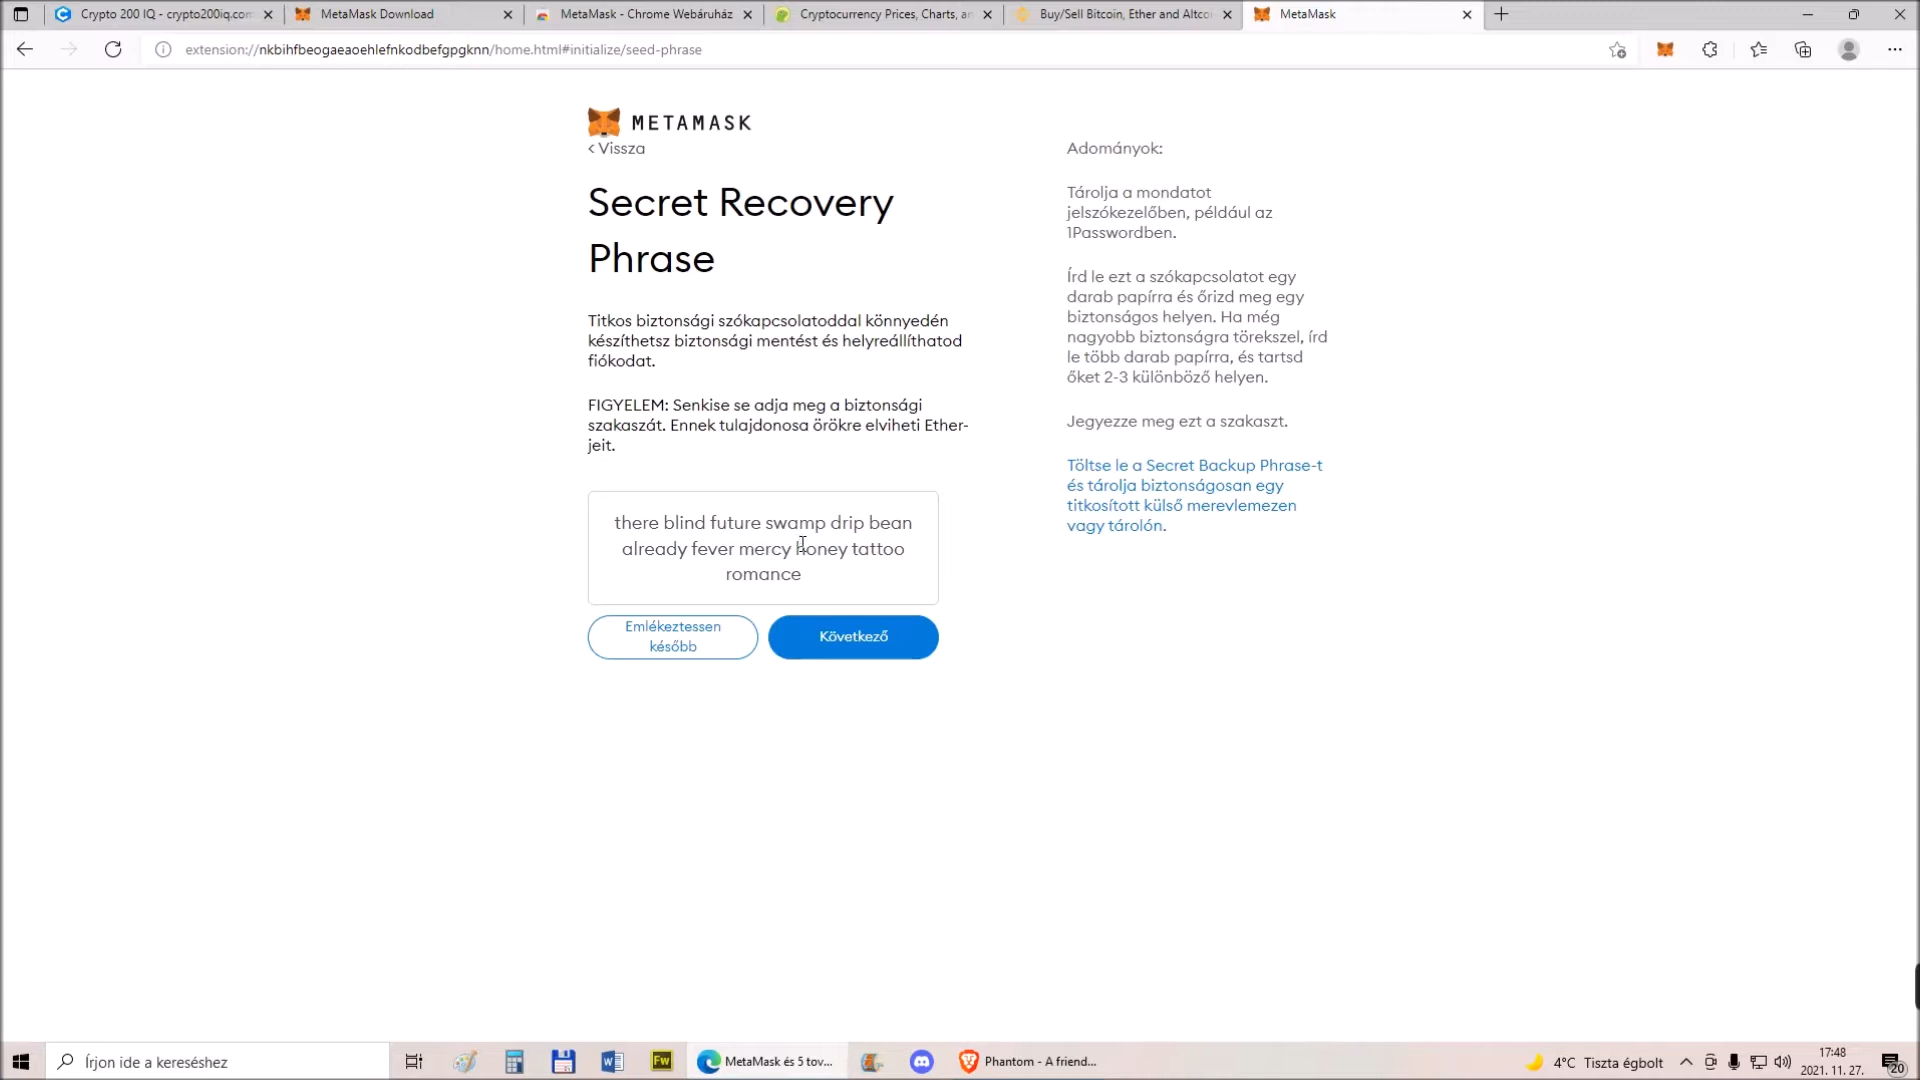 Crypto 200 IQ - crypto200iq.com
MetaMask Download
MetaMask - Chrome Webáruház
Cryptocurrency Prices, Charts, an
Buy/Sell Bitcoin, Ether and Altco
MetaMask
extension://nkbihfbeogaeaoehlefnkodbefgpgknn/home.html#initialize/seed-phrase
METAMASK
< Vissza
Secret Recovery
Phrase
Titkos biztonsági szókapcsolatoddal könnyedén
készíthetsz biztonsági mentést és helyreállíthatod
fiókodat.
FIGYELEM: Senkise se adja meg a biztonsági
szakaszát. Ennek tulajdonosa örökre elviheti Ether-
jeit.
there blind future swamp drip bean
already fever mercy honey tattoo
romance
Emlékeztessen
később
Következő
Adományok:
Tárolja a mondatot
jelszókezelőben, például az
1Passwordben.
Írd le ezt a szókapcsolatot egy
darab papírra és őrizd meg egy
biztonságos helyen. Ha még
nagyobb biztonságra törekszel, írd
le több darab papírra, és tartsd
őket 2-3 különböző helyen.
Jegyezze meg ezt a szakaszt.
Töltse le a Secret Backup Phrase-t
és tárolja biztonságosan egy
titkosított külső merevlemezen
vagy tárolón.
Írjon ide a kereséshez
Fw
MetaMask és 5 tov...
Phantom - A friend...
4°C Tiszta égbolt
17:48
2021. 11. 27.
20